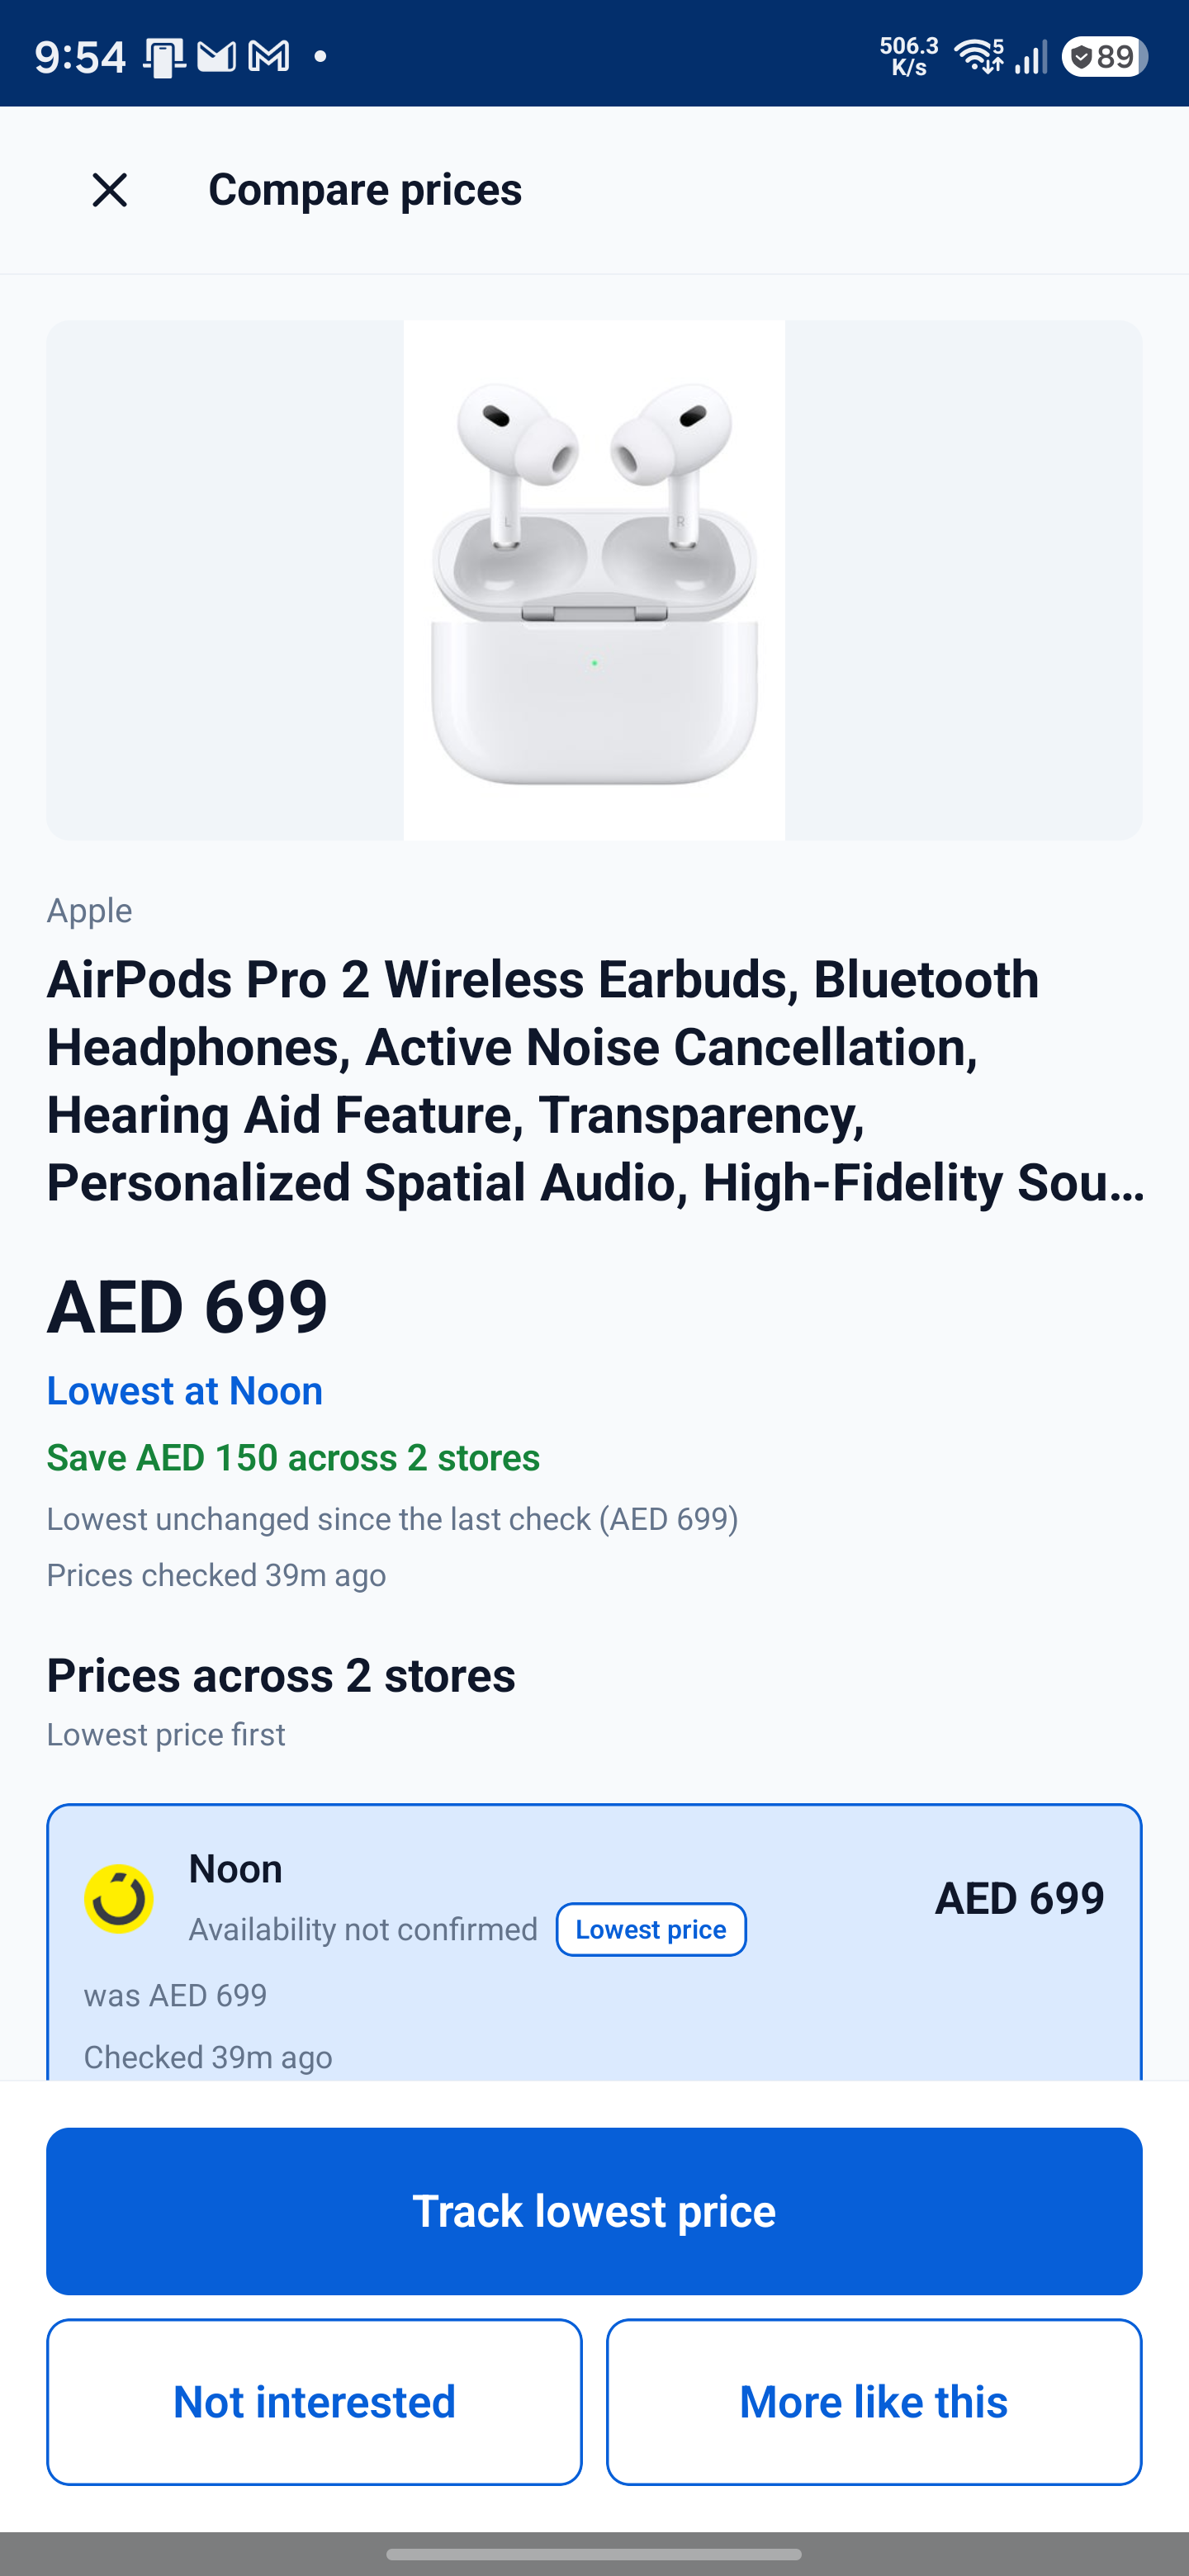 9:54
506.3
K/s
5
89
Compare prices
L
R
Apple
AirPods Pro 2 Wireless Earbuds, Bluetooth
Headphones, Active Noise Cancellation,
Hearing Aid Feature, Transparency,
Personalized Spatial Audio, High-Fidelity Sou...
AED 699
Lowest at Noon
Save AED 150 across 2 stores
Lowest unchanged since the last check (AED 699)
Prices checked 39m ago
Prices across 2 stores
Lowest price first
Noon
AED 699
Availability not confirmed Lowest price
was AED 699
Checked 39m ago
Track lowest price
Not interested More like this